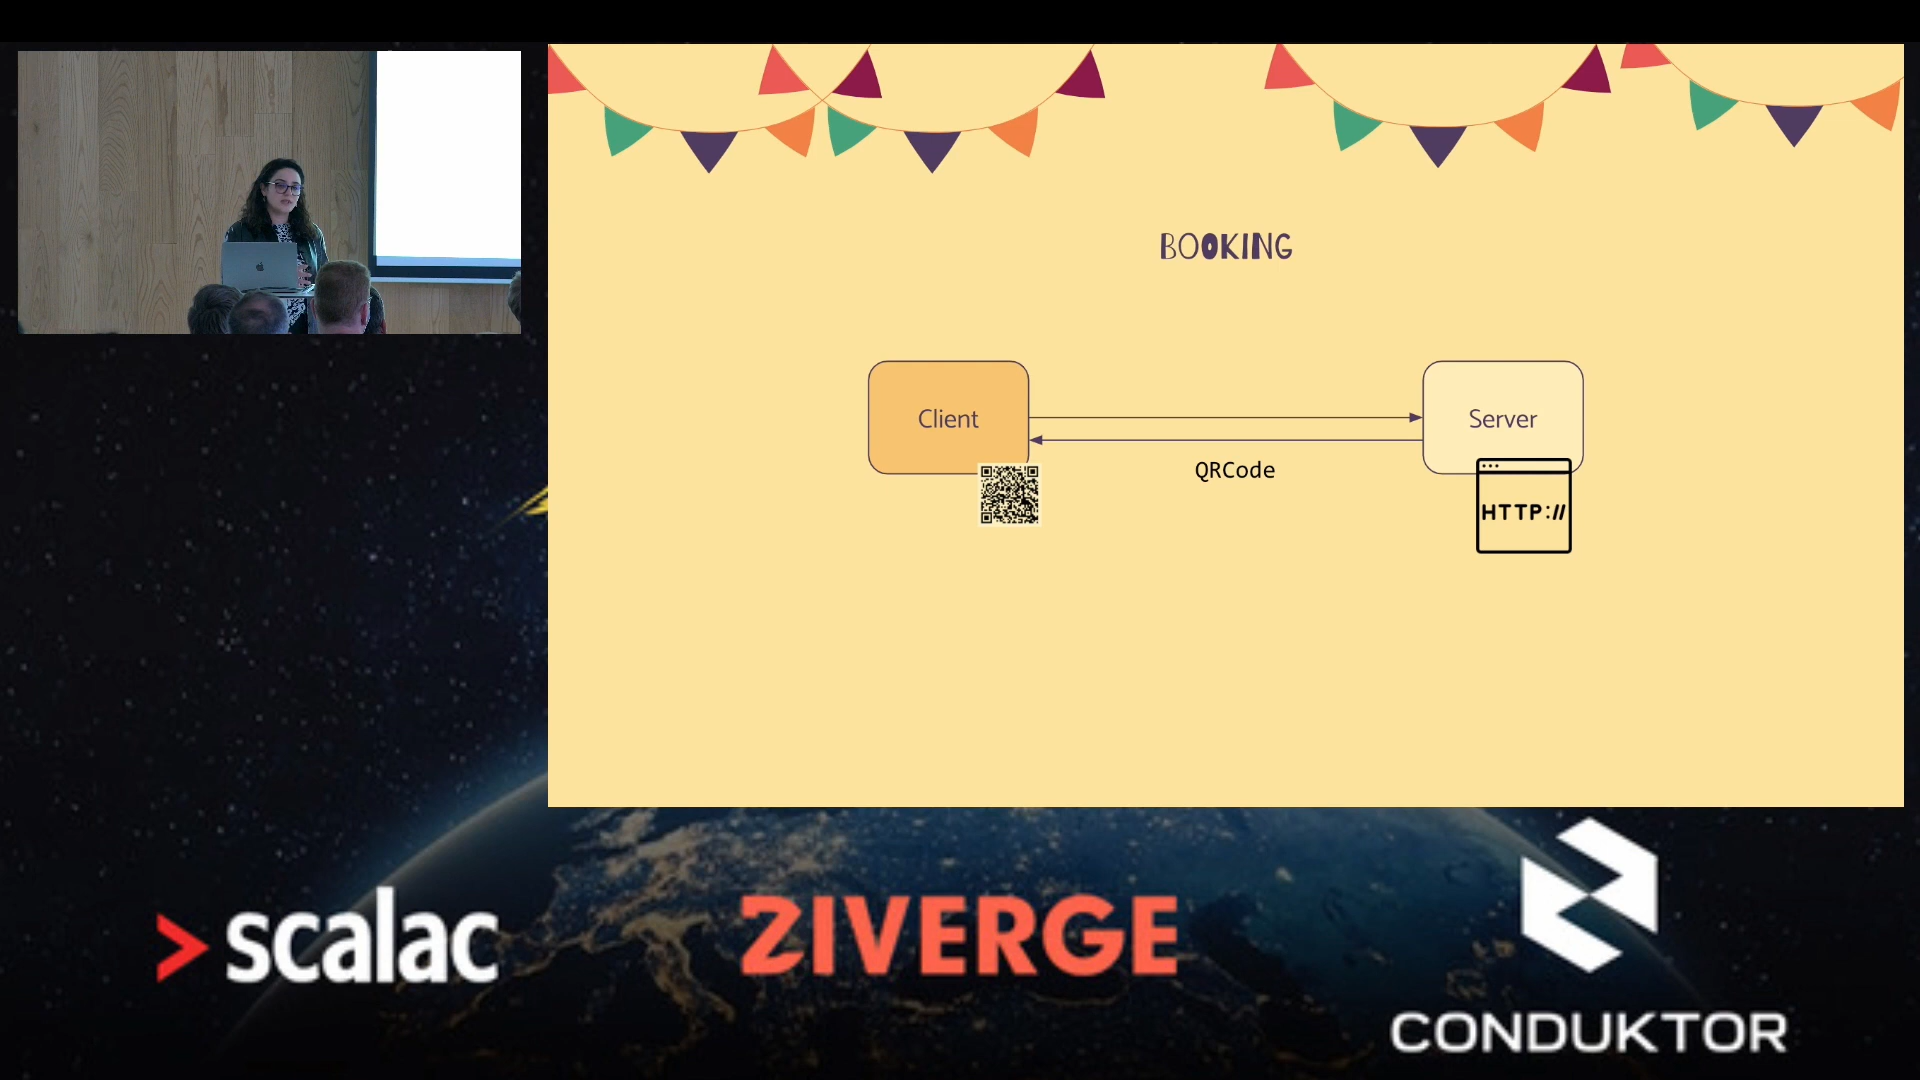 BOOKING
Client
Server
QRCode
HTTP://
scalac
ZIVERGE
CONDUKTOR